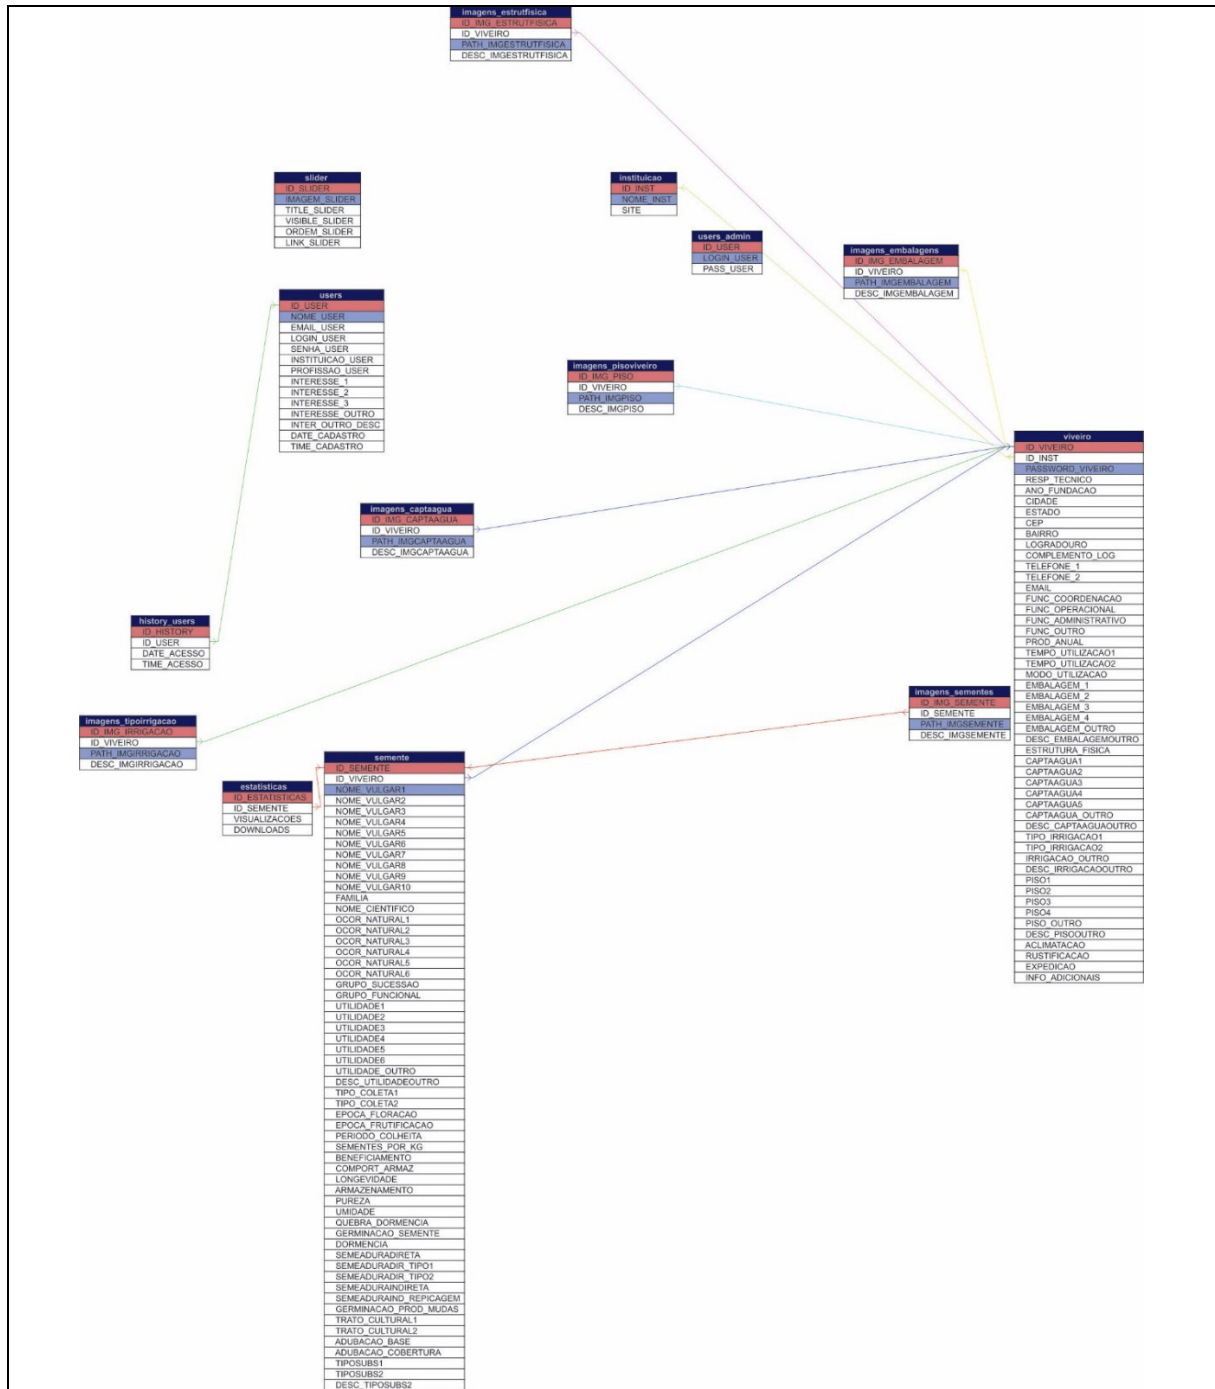 imagens_estrutfisica
ID_IMG_ESTRUTFISICA
ID_VIVEIRO
PATH_IMGESTRUTFISICA
DESC_IMGESTRUTFISICA
slider
ID_SLIDER
IMAGEM_SLIDER
TITLE_SLIDER
VISIBLE_SLIDER
ORDEM_SLIDER
LINK_SLIDER
instituicao
ID_INST
NOME_INST
SITE
users_admin
ID_USER
LOGIN_USER
PASS_USER
imagens_embalagens
ID_IMG_EMBALAGEM
ID_VIVEIRO
PATH_IMGEMBALAGEM
DESC_IMGEMBALAGEM
users
ID_USER
NOME_USER
EMAIL_USER
LOGIN_USER
SENHA_USER
INSTITUICAO_USER
PROFISSAO_USER
INTERESSE_1
INTERESSE_2
INTERESSE_3
INTERESSE_OUTRO
INTER_OUTRO_DESC
DATE_CADASTRO
TIME_CADASTRO
imagens_pisoviveiro
ID_IMG_PISO
ID_VIVEIRO
PATH_IMGPISO
DESC_IMGPISO
viveiro
ID_VIVEIRO
ID_INST
PASSWORD_VIVEIRO
RESP_TECNICO
ANO_FUNDACAO
CIDADE
ESTADO
CEP
BAIRRO
LOGRADOURO
COMPLEMENTO_LOG
TELEFONE_1
TELEFONE_2
EMAIL
FUNC_COORDENACAO
FUNC_OPERACIONAL
FUNC_ADMINISTRATIVO
FUNC_OUTRO
PROD_ANUAL
TEMPO_UTILIZACAO1
TEMPO_UTILIZACAO2
MODO_UTILIZACAO
EMBALAGEM_1
EMBALAGEM_2
EMBALAGEM_3
EMBALAGEM_4
EMBALAGEM_OUTRO
DESC_EMBALAGEMOUTRO
ESTRUTURA_FISICA
CAPTAAGUA1
CAPTAAGUA2
CAPTAAGUA3
CAPTAAGUA4
CAPTAAGUA5
CAPTAAGUA_OUTRO
DESC_CAPTAAGUAOUTRO
TIPO_IRRIGACAO1
TIPO_IRRIGACAO2
IRRIGACAO_OUTRO
DESC_IRRIGACAOOUTRO
PISO1
PISO2
PISO3
PISO4
PISO_OUTRO
DESC_PISOOUTRO
ACLIMATACAO
RUSTIFICACAO
EXPEDICAO
INFO_ADICIONAIS
imagens_captaagua
ID_IMG_CAPTAAGUA
ID_VIVEIRO
PATH_IMGCAPTAAGUA
DESC_IMGCAPTAAGUA
history_users
ID_HISTORY
ID_USER
DATE_ACESSO
TIME_ACESSO
imagens_tipoirrigacao
ID_IMG_IRRIGACAO
ID_VIVEIRO
PATH_IMGIRRIGACAO
DESC_IMGIRRIGACAO
imagens_sementes
ID_IMG_SEMENTE
ID_SEMENTE
PATH_IMGSEMENTE
DESC_IMGSEMENTE
estatisticas
ID_ESTATISTICAS
ID_SEMENTE
VISUALIZACOES
DOWNLOADS
semente
ID_SEMENTE
ID_VIVEIRO
NOME_VULGAR1
NOME_VULGAR2
NOME_VULGAR3
NOME_VULGAR4
NOME_VULGAR5
NOME_VULGAR6
NOME_VULGAR7
NOME_VULGAR8
NOME_VULGAR9
NOME_VULGAR10
FAMILIA
NOME_CIENTIFICO
OCOR_NATURAL1
OCOR_NATURAL2
OCOR_NATURAL3
OCOR_NATURAL4
OCOR_NATURAL5
OCOR_NATURAL6
GRUPO_SUCESSAO
GRUPO_FUNCIONAL
UTILIDADE1
UTILIDADE2
UTILIDADE3
UTILIDADE4
UTILIDADE5
UTILIDADE6
UTILIDADE_OUTRO
DESC_UTILIDADEOUTRO
TIPO_COLETA1
TIPO_COLETA2
EPOCA_FLORACAO
EPOCA_FRUTIFICACAO
PERIODO_COLHEITA
SEMENTES_POR_KG
BENEFICIAMENTO
COMPORT_ARMAZ
LONGEVIDADE
ARMAZENAMENTO
PUREZA
UMIDADE
QUEBRA_DORMENCIA
GERMINACAO_SEMENTE
DORMENCIA
SEMEADURADIRETA
SEMEADURADIR_TIPO1
SEMEADURADIR_TIPO2
SEMEADURAINDIRETA
SEMEADURAIND_REPICAGEM
GERMINACAO_PROD_MUDAS
TRATO_CULTURAL1
TRATO_CULTURAL2
ADUBACAO_BASE
ADUBACAO_COBERTURA
TIPOSUBS1
TIPOSUBS2
DESC_TIPOSUBS2